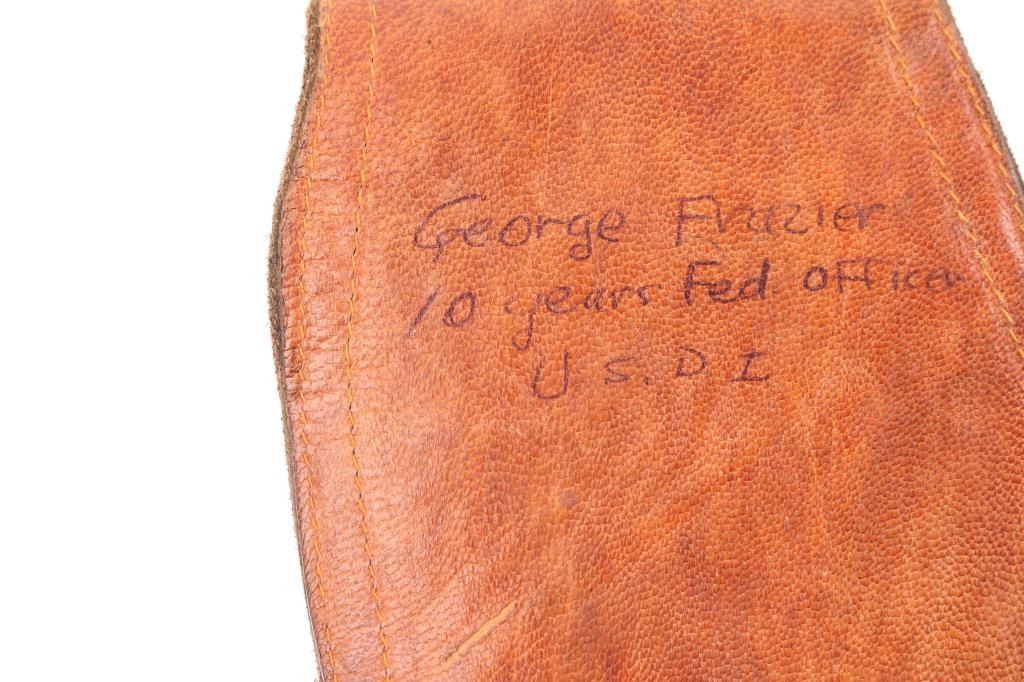 George Frazier
10 years Fed Officer
U S. D I